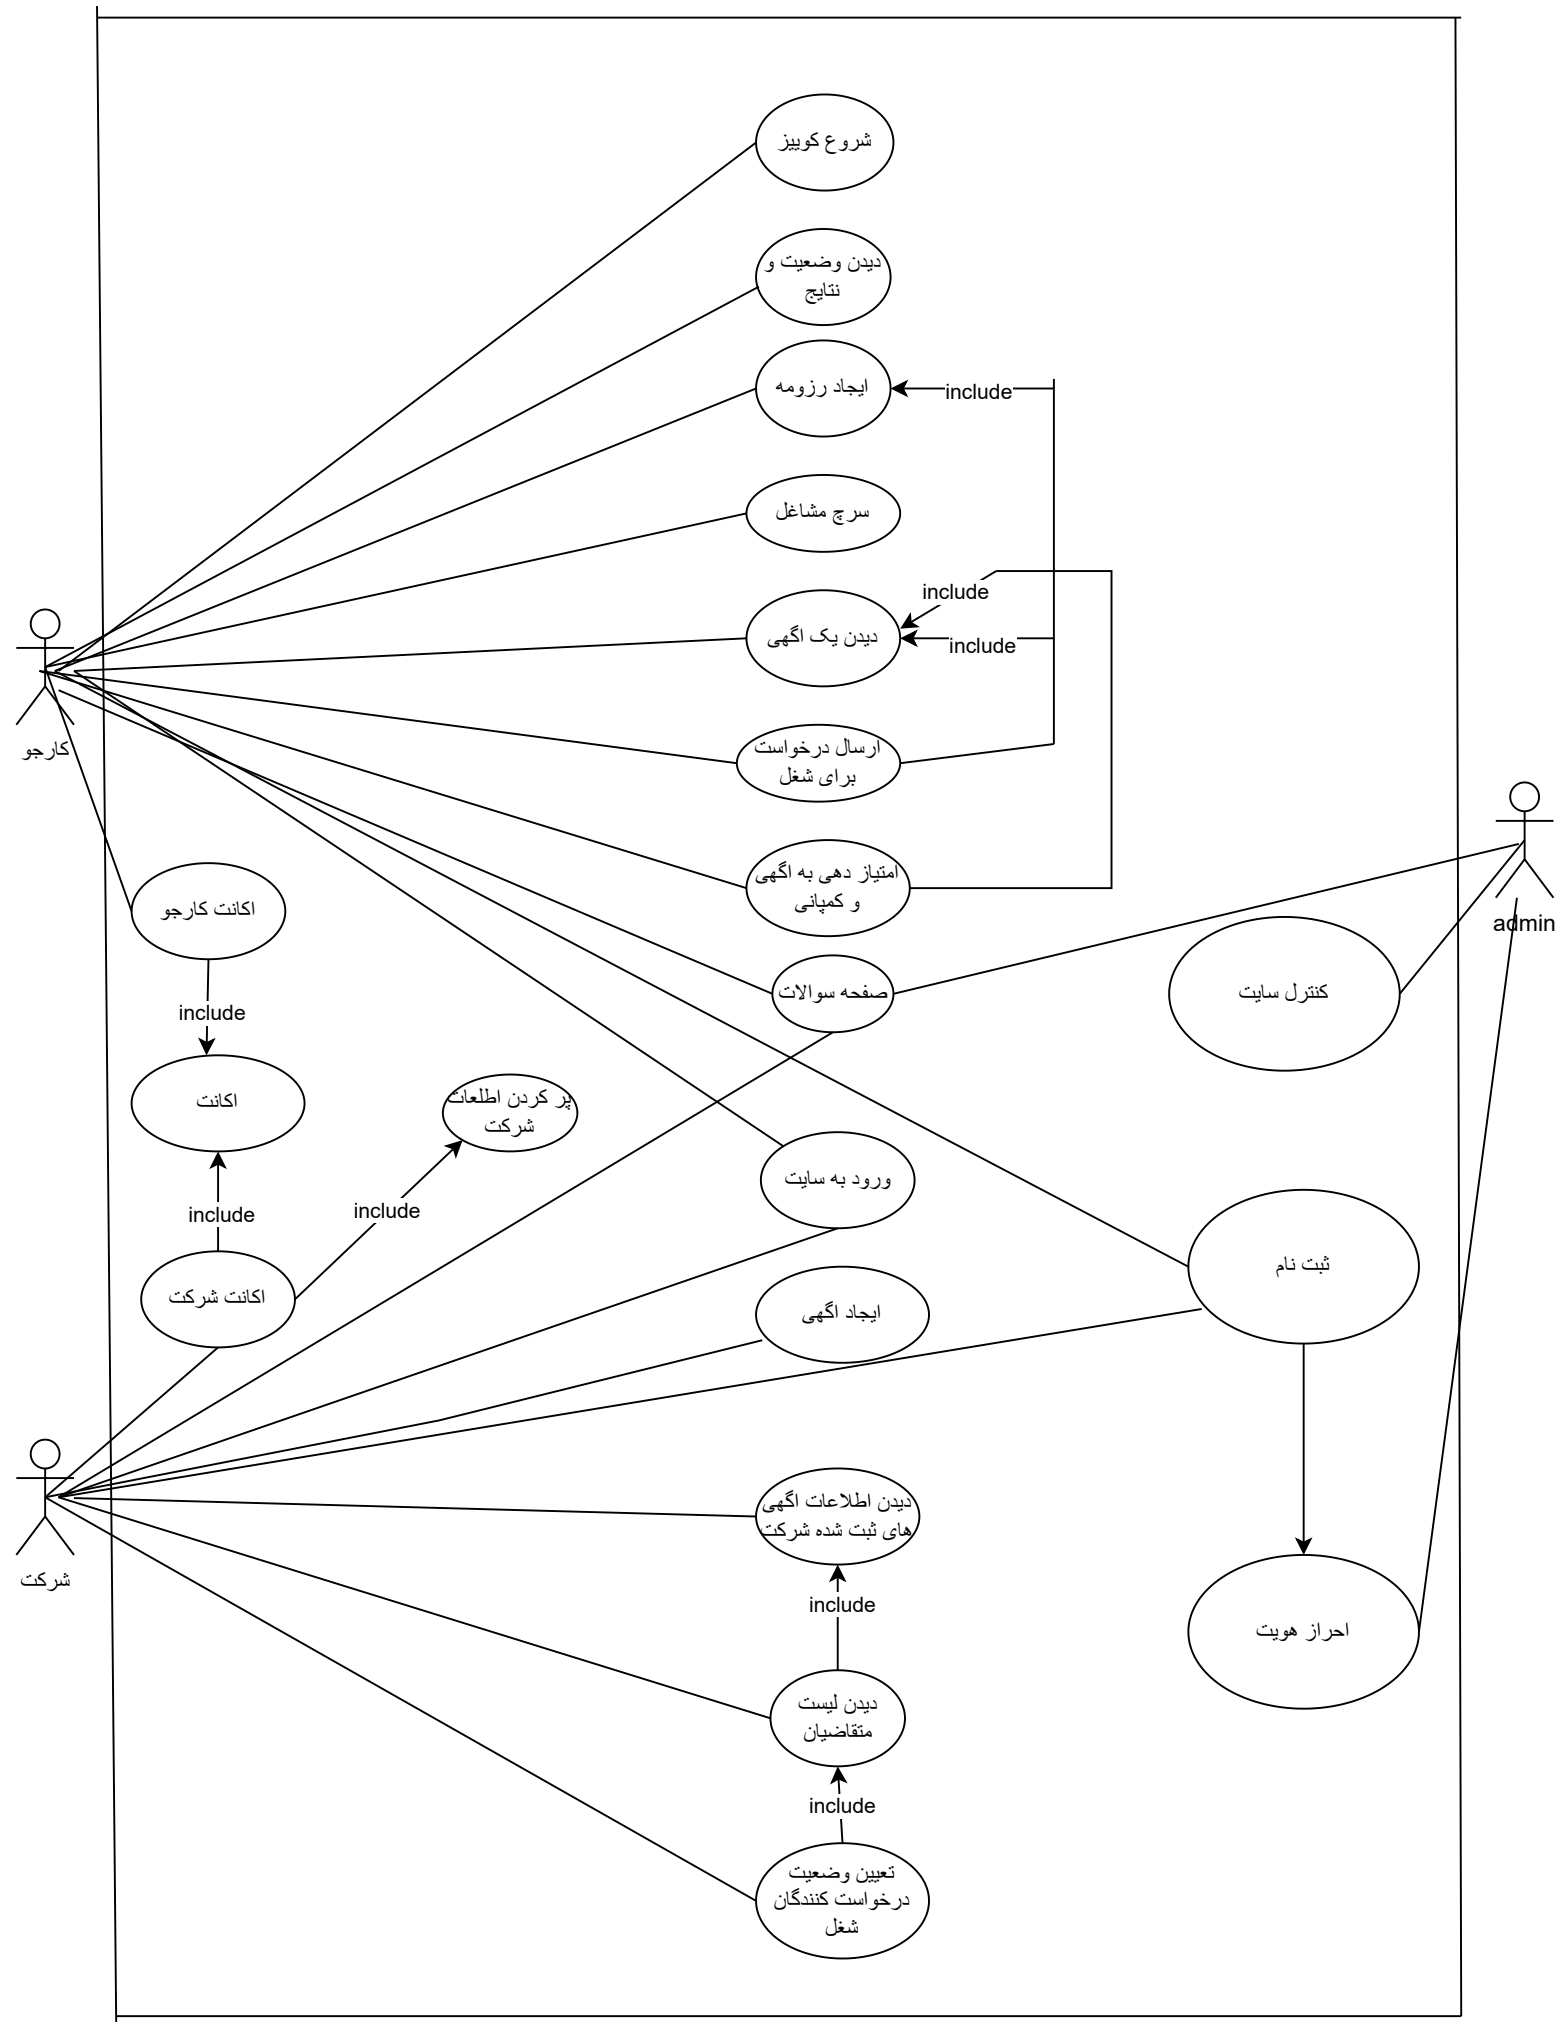 شروع کوییز
دیدن وضعیت و
نتایج
ایجاد رزومه
include
سرچ مشاغل
include
دیدن یک اگهی
include
کارجو
ارسال درخواست
برای شغل
امتیاز دهی به اگهی
و کمپانی
admin
اکانت کارجو
صفحه سوالات
کنترل سایت
include
اکانت
پر کردن اطلعات
شرکت
ورود به سایت
include
include
ثبت نام
اکانت شرکت
ایجاد اگهی
دیدن اطلاعات اگهی
های ثبت شده شرکت
شرکت
include
احراز هویت
دیدن لیست
متقاضیان
include
تعیین وضعیت
درخواست کنندگان
شغل